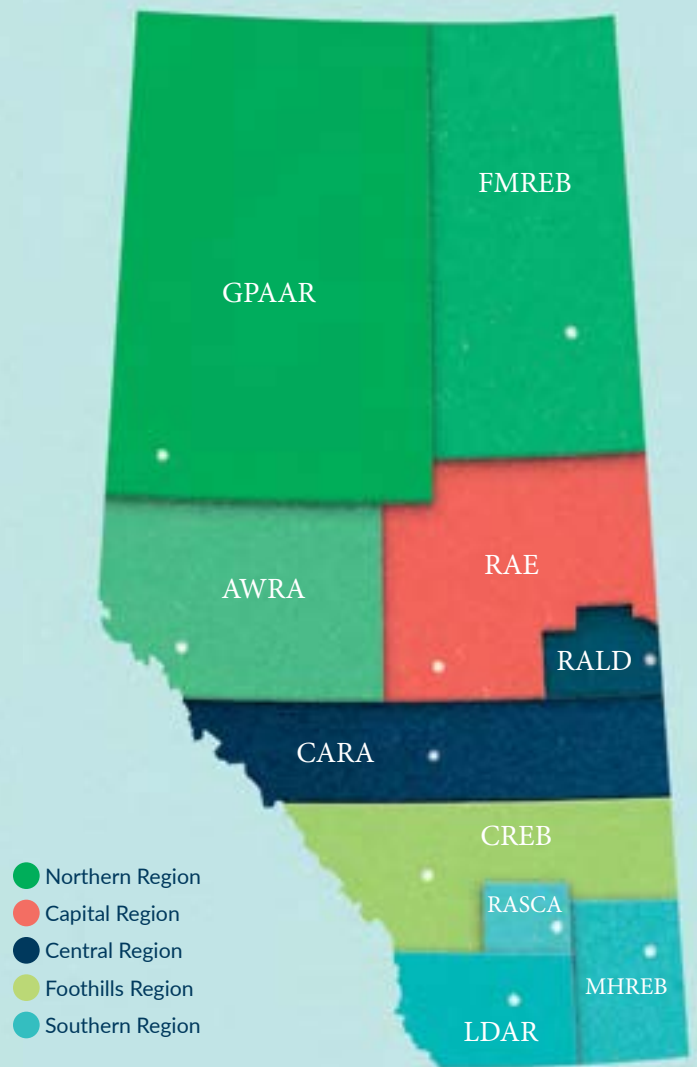 FMREB
GPAAR
RAE
AWRA
RALD
CARA
CREB
RASCA
MHREB
LDAR
Northern Region
Capital Region
Central Region
Foothills Region
Southern Region